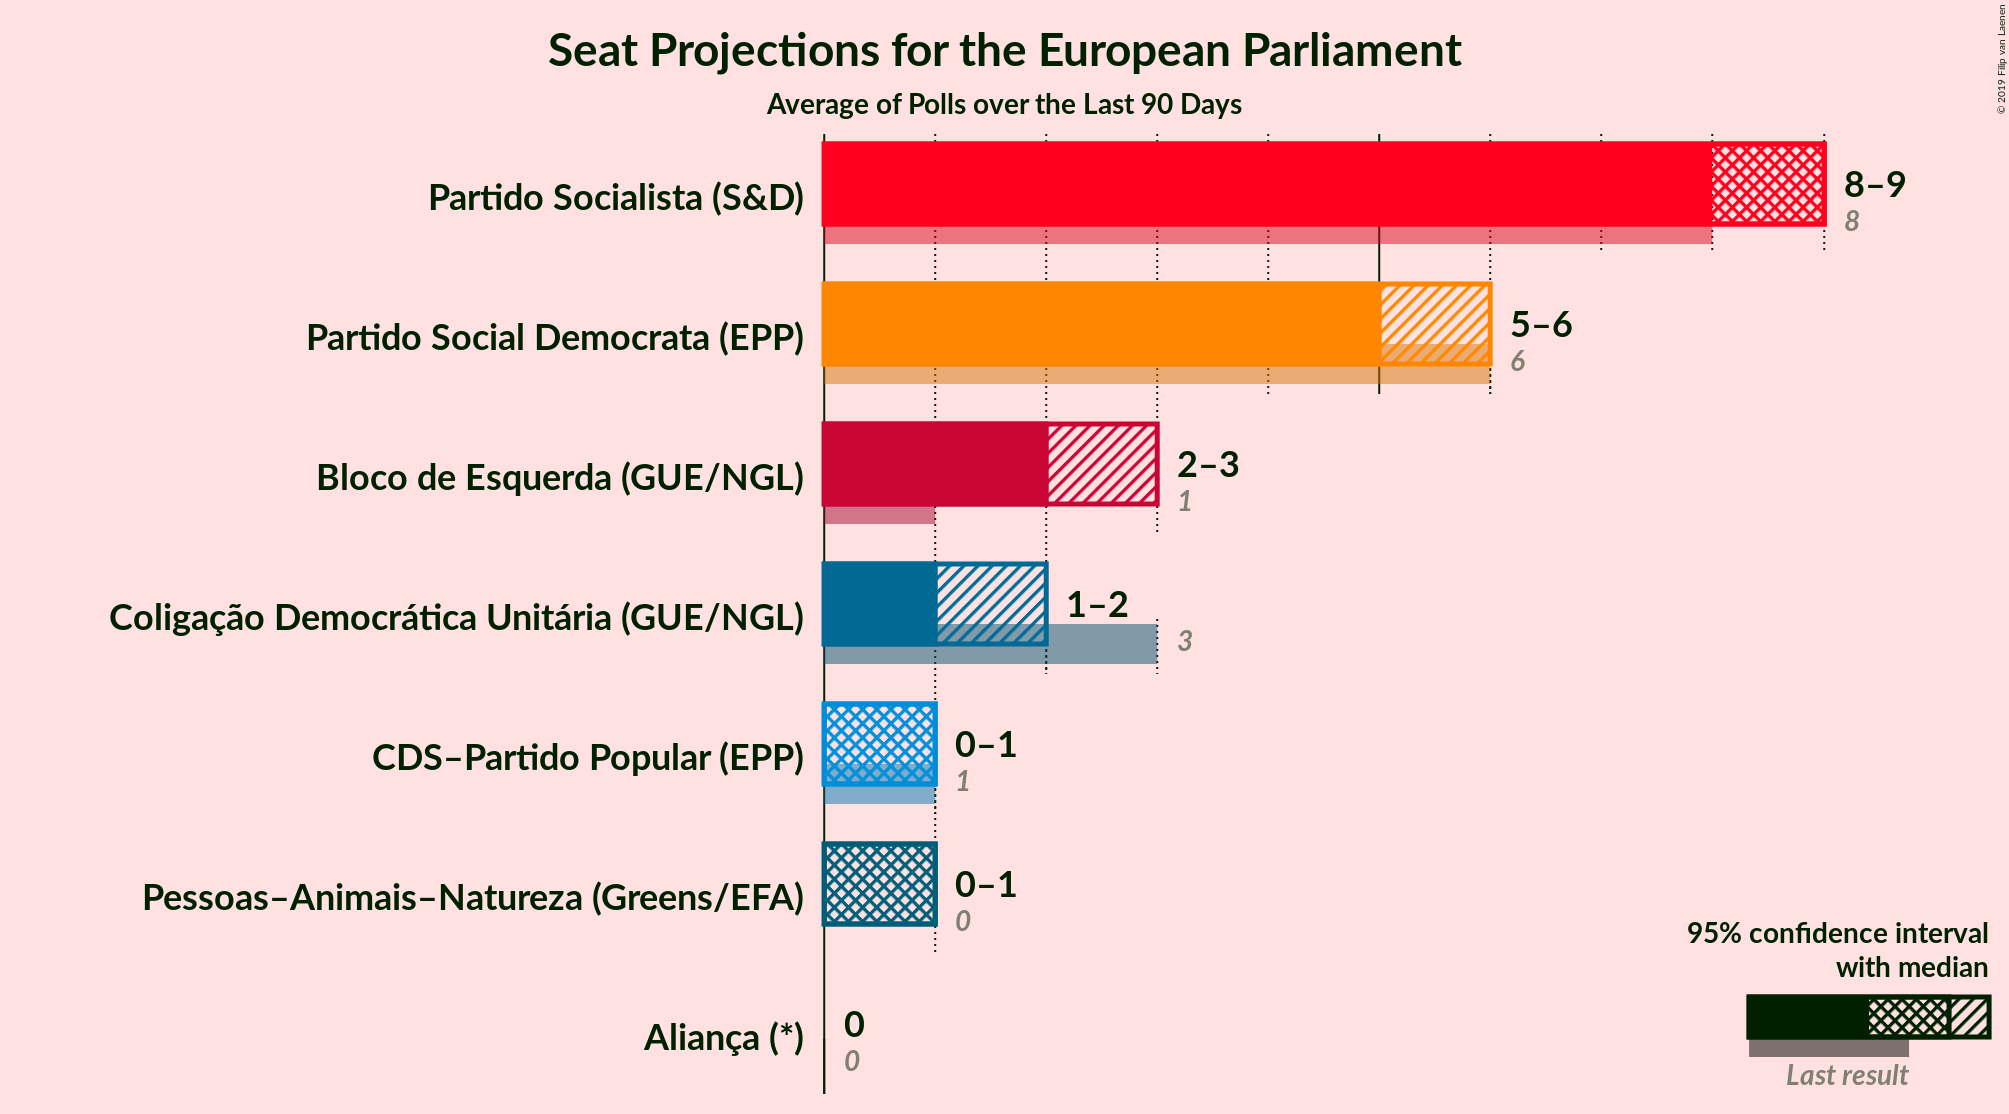 Seat Projections for the European Parliament
Average of Polls over the Last 90 Days
© 2019 Filip van Laenen
Partido Socialista (S&D)
8–9
8
Partido Social Democrata (EPP)
5–6
6
Bloco de Esquerda (GUE/NGL)
2–3
1
Coligação Democrática Unitária (GUE/NGL)
1–2
3
CDS–Partido Popular (EPP)
0–1
1
Pessoas–Animais–Natureza (Greens/EFA)
0–1
0
Aliança (*)
0
0
95% confidence interval
with median
Last result